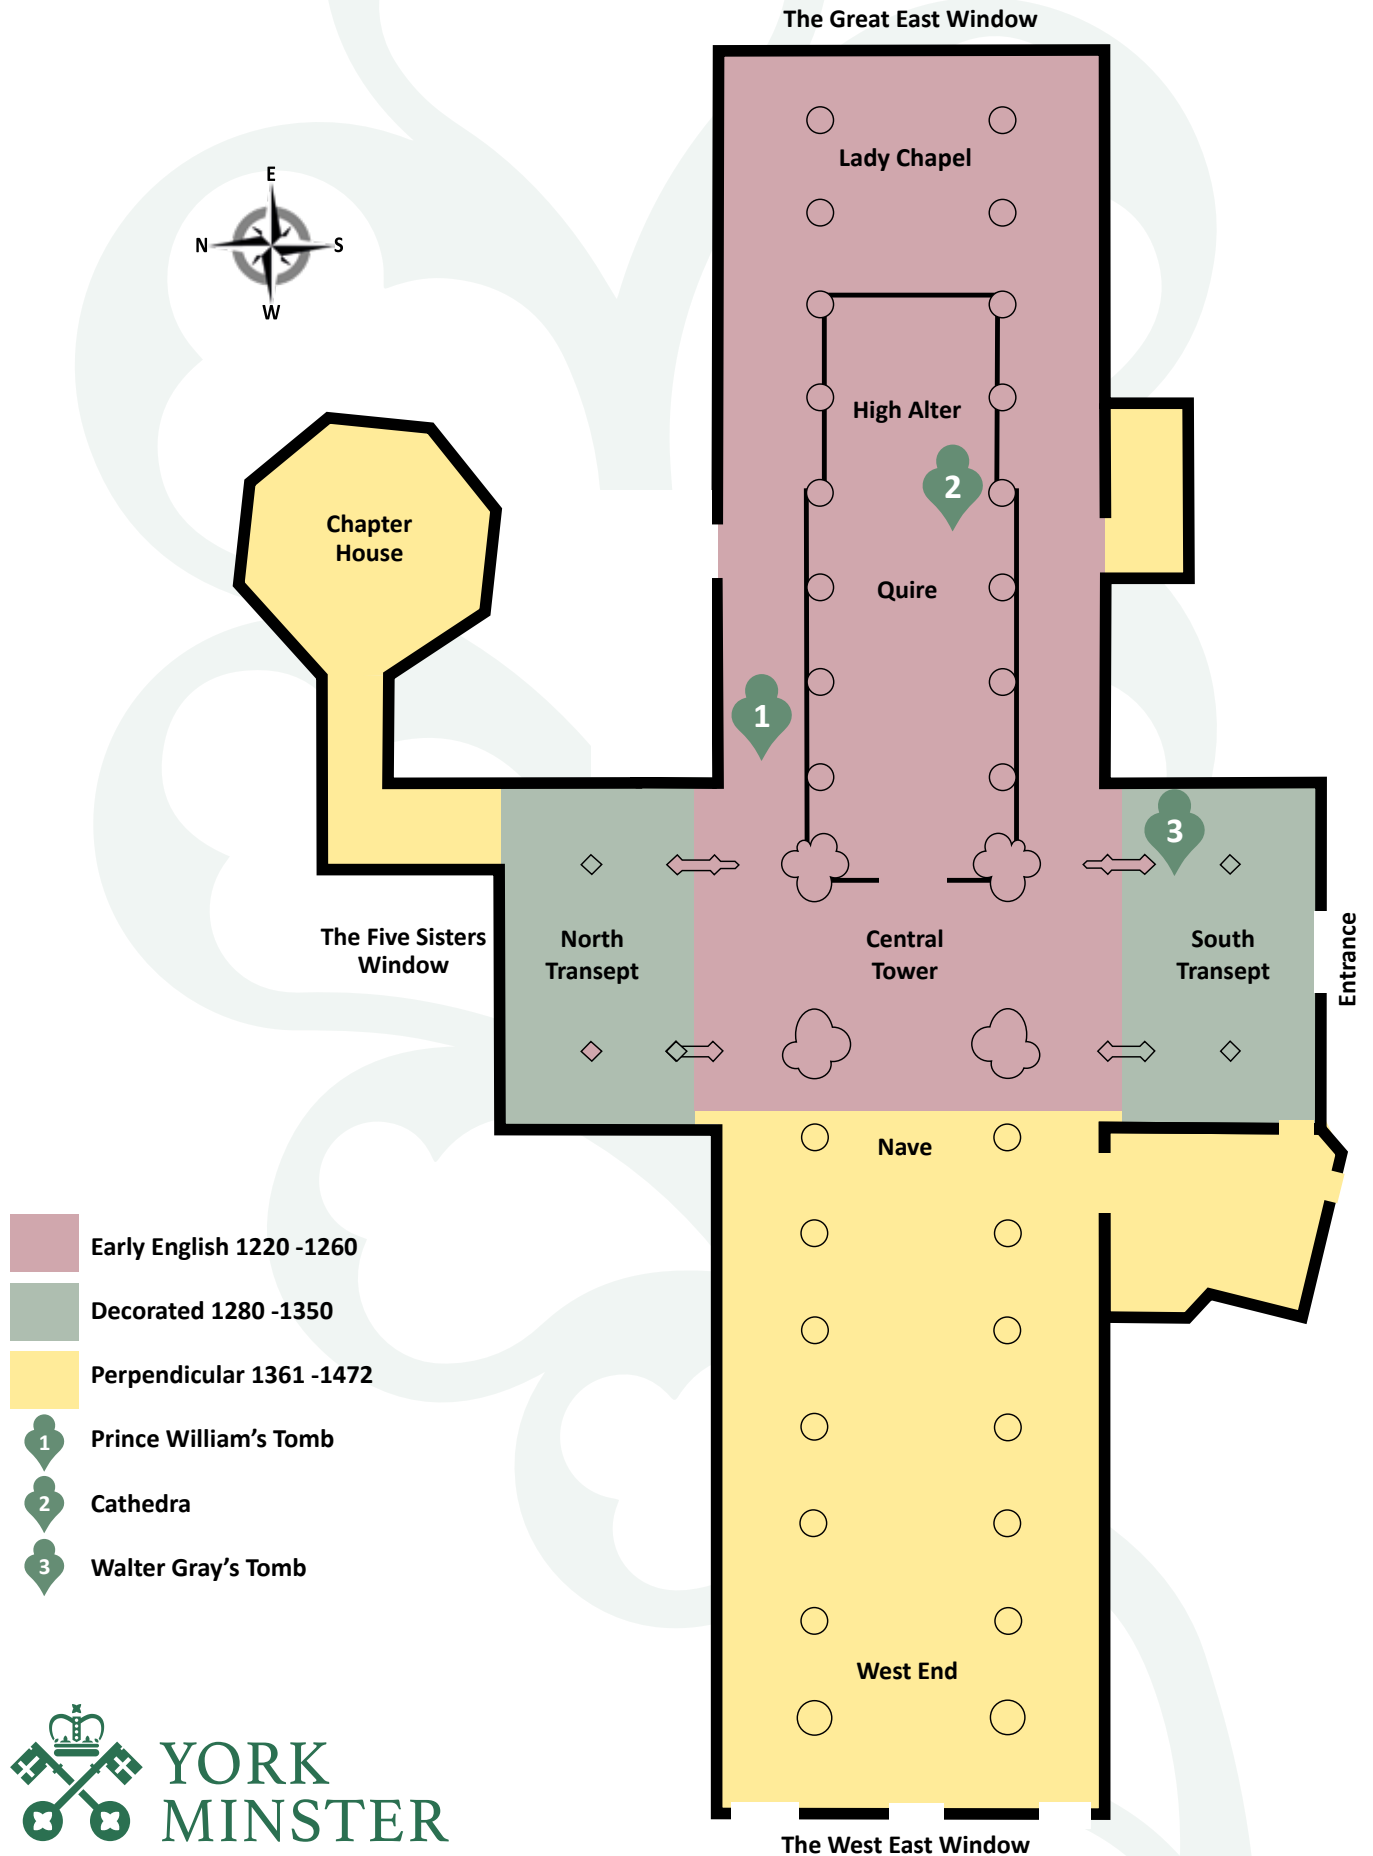 The Great East Window
Lady Chapel
E
N
S
W
High Alter
2
Chapter
House
Quire
1
3
The Five Sisters
Window
North
Transept
Central
Tower
South
Transept
Entrance
Nave
Early English 1220 -1260
Decorated 1280 -1350
Perpendicular 1361 -1472
1 Prince William’s Tomb
2 Cathedra
3 Walter Gray’s Tomb
West End
YORK
MINSTER
The West East Window